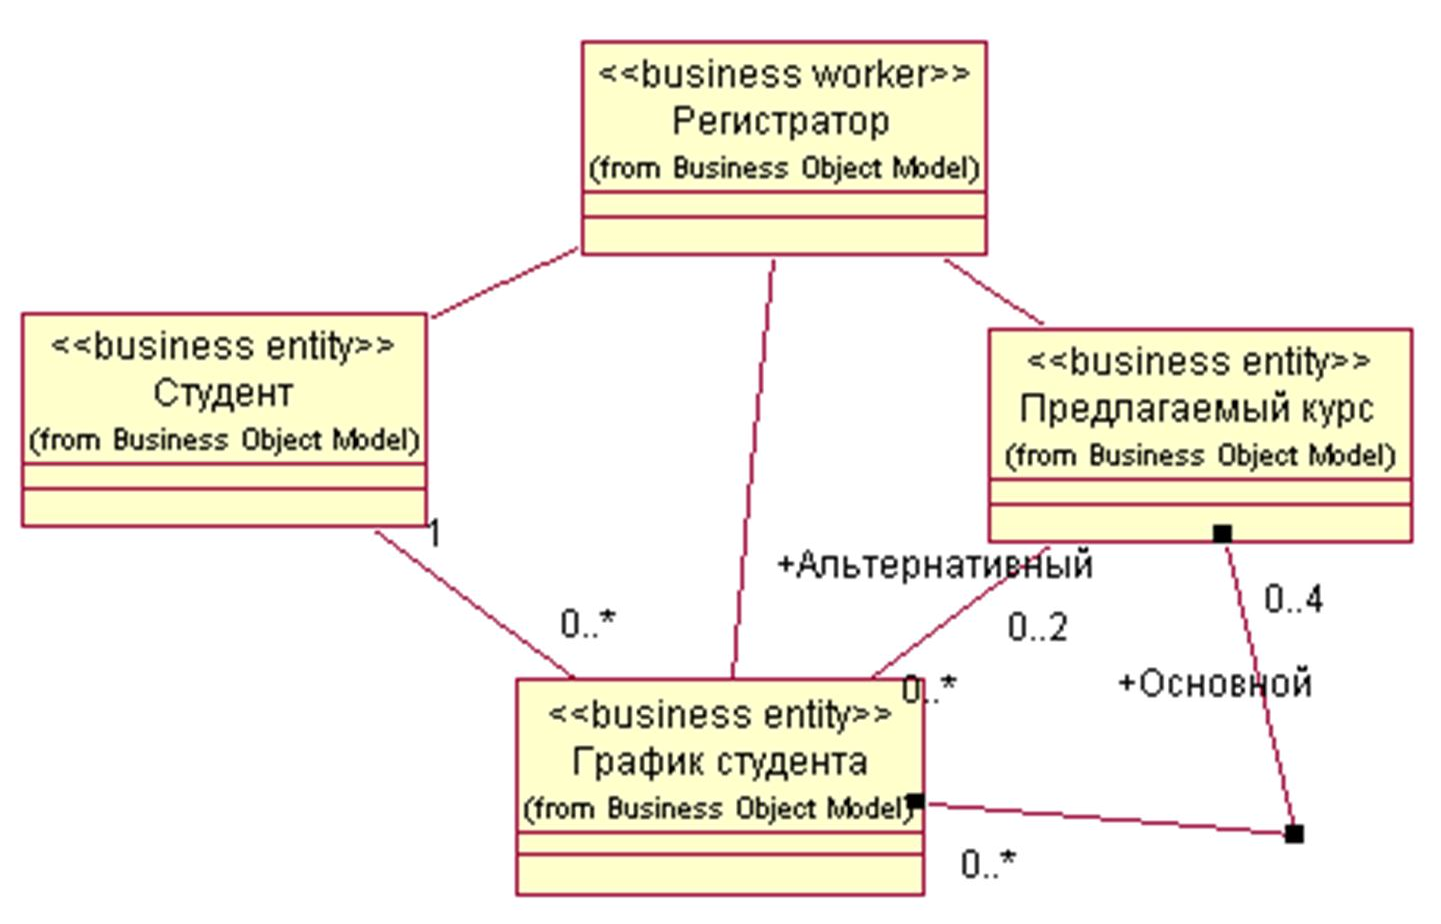 <<business worker>>
Регистратор
(from Business Object Model)
<<business entity>>
Студент
(from Business Object Model)
<<business entity>>
Предлагаемый курс
(from Business Object Model)
1
+Альтернативный
0..4
0..*
0..2
+Основной
0..*
<<business entity>>
График студента
(from Business Object Model)
0..*